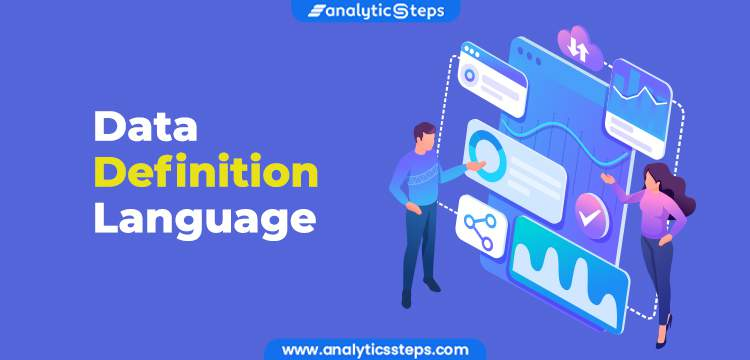 analyticSteps
Data
Definition
Language
www.analyticssteps.com